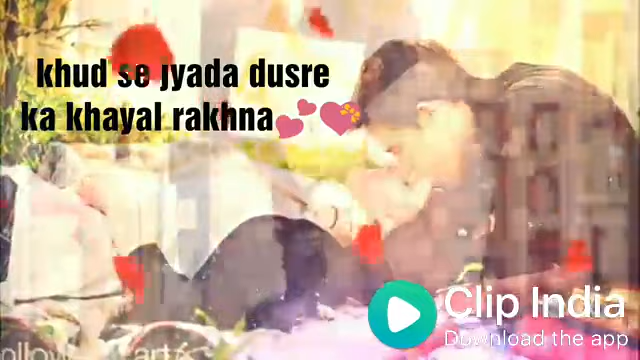 khud se jyada dusre
ka khayal rakhna💕💝
Clip India
Download the app